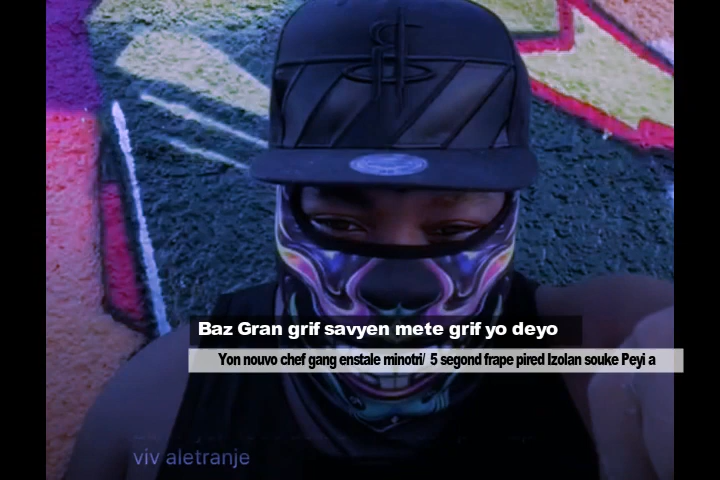 Baz Gran grif savyen mete grif yo deyo
Yon nouvo chef gang enstale minotri/ 5 segond frape pired Izolan souke Peyi a
viv aletranje